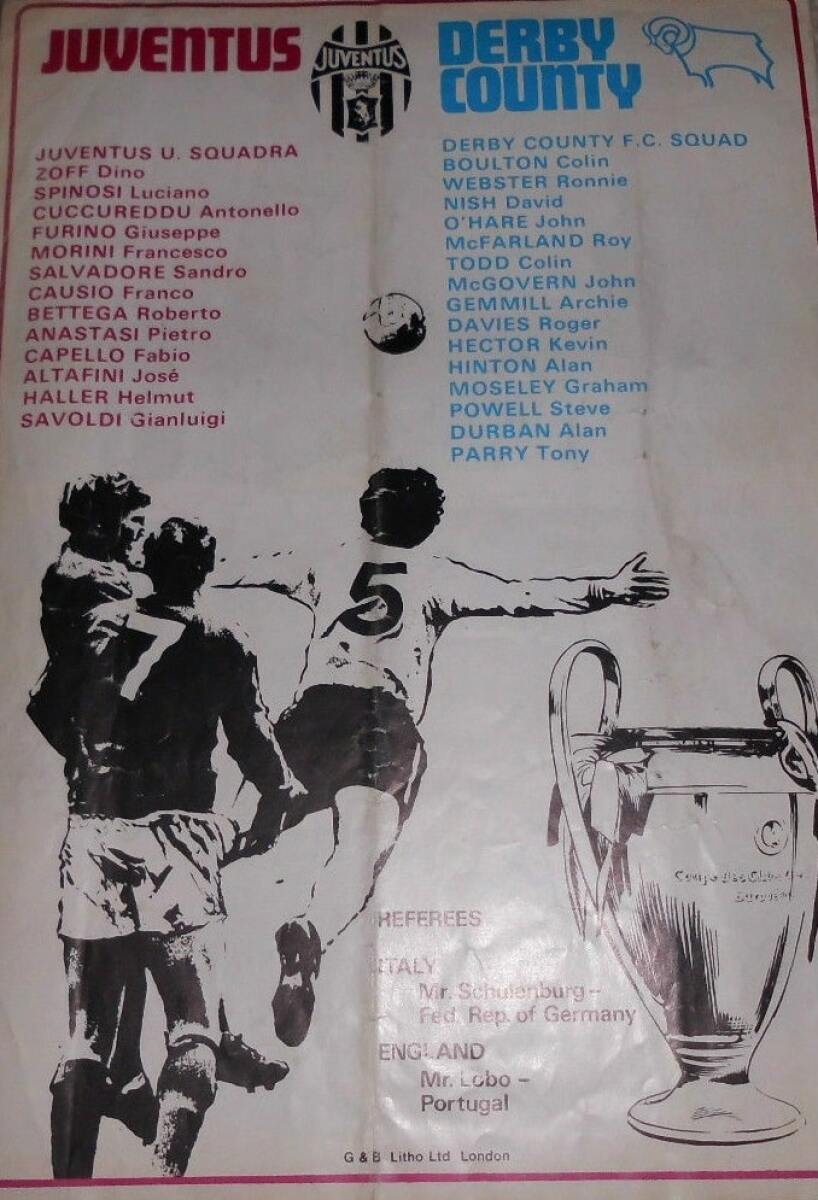 JUVENTUS
JUVENTUS
DERBY
COUNTY
JUVENTUS U. SQUADRA
ZOFF Dino
SPINOSI Luciano
CUCCUREDDU Antonello
FURINO Giuseppe
MORINI Francesco
SALVADORE Sandro
CAUSIO Franco
BETTEGA Roberto
ANASTASI Pietro
CAPELLO Fabio
ALTAFINI José
HALLER Helmut
SAVOLDI Gianluigi
DERBY COUNTY F.C. SQUAD
BOULTON Colin
WEBSTER Ronnie
NISH David
O'HARE John
McFARLAND Roy
TODD Colin
McGOVERN John
GEMMILL Archie
DAVIES Roger
HECTOR Kevin
HINTON Alan
MOSELEY Graham
POWELL Steve
DURBAN Alan
PARRY Tony
5
REFEREES
ITALY
Mr. Schulenburg –
Fed. Rep. of Germany
ENGLAND
Mr. Lobo –
Portugal
G & B Litho Ltd London